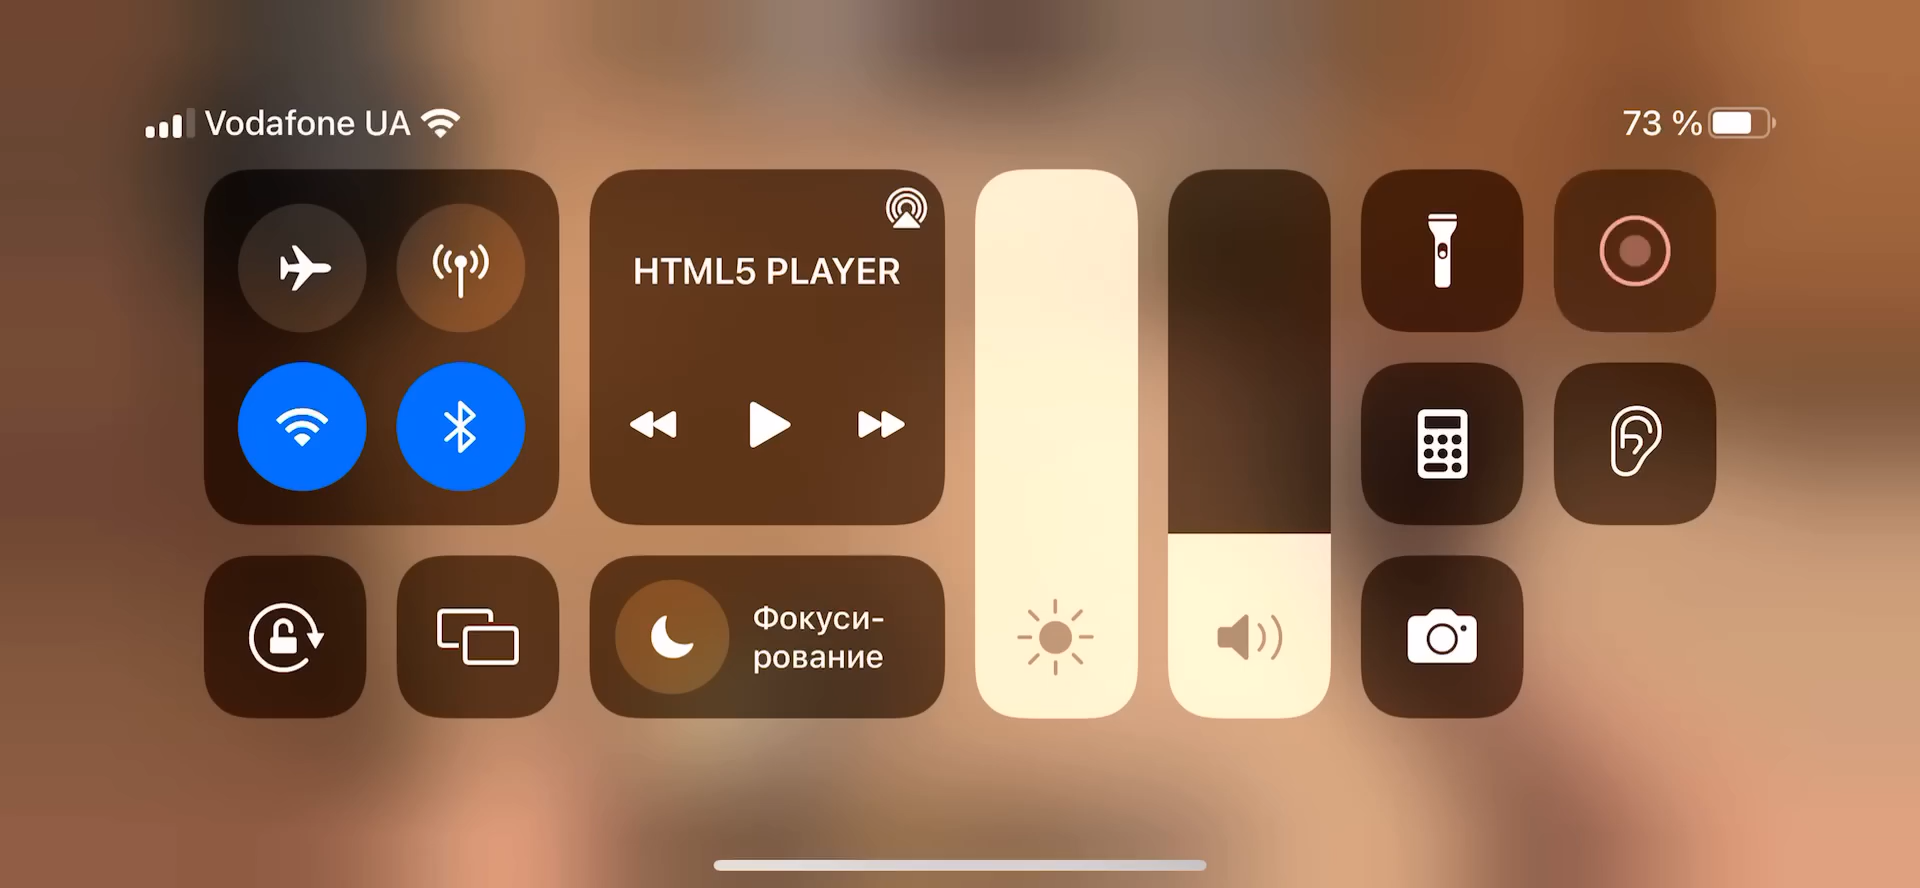 Vodafone UA
73 %
HTML5 PLAYER
Фокуси-
рование